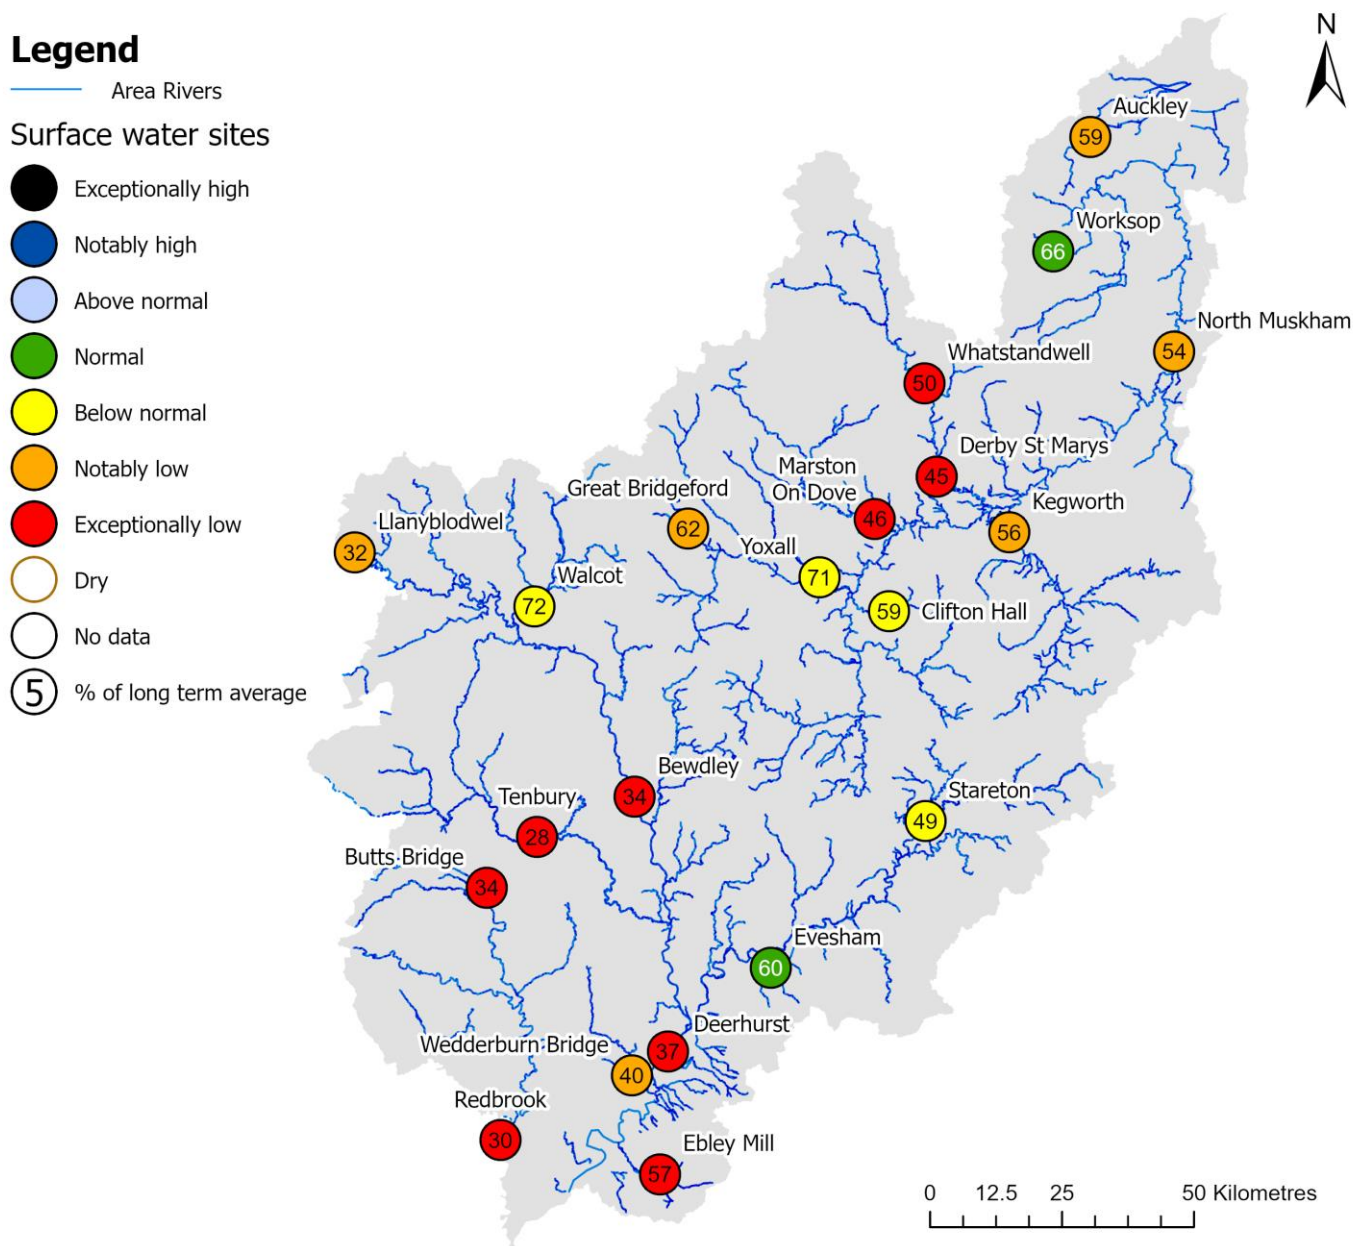 Legend
Area Rivers
Surface water sites
Exceptionally high
Notably high
Above normal
Normal
Below normal
Notably low
Exceptionally low
Dry
No data
5 % of long term average
N
Auckley
59
Worksop
66
North Muskham
54
Whatstandwell
50
Derby St Marys
45
Marston
On Dove
46
Kegworth
56
Great Bridgeford
62
Llanyblodwel
32
Yoxall
71
Walcot
72
59
Clifton Hall
Bewdley
34
Stareton
49
Tenbury
28
Butts Bridge
34
Evesham
60
Deerhurst
37
Wedderburn Bridge
40
Redbrook
30
Ebley Mill
57
0 12.5 25 50 Kilometres